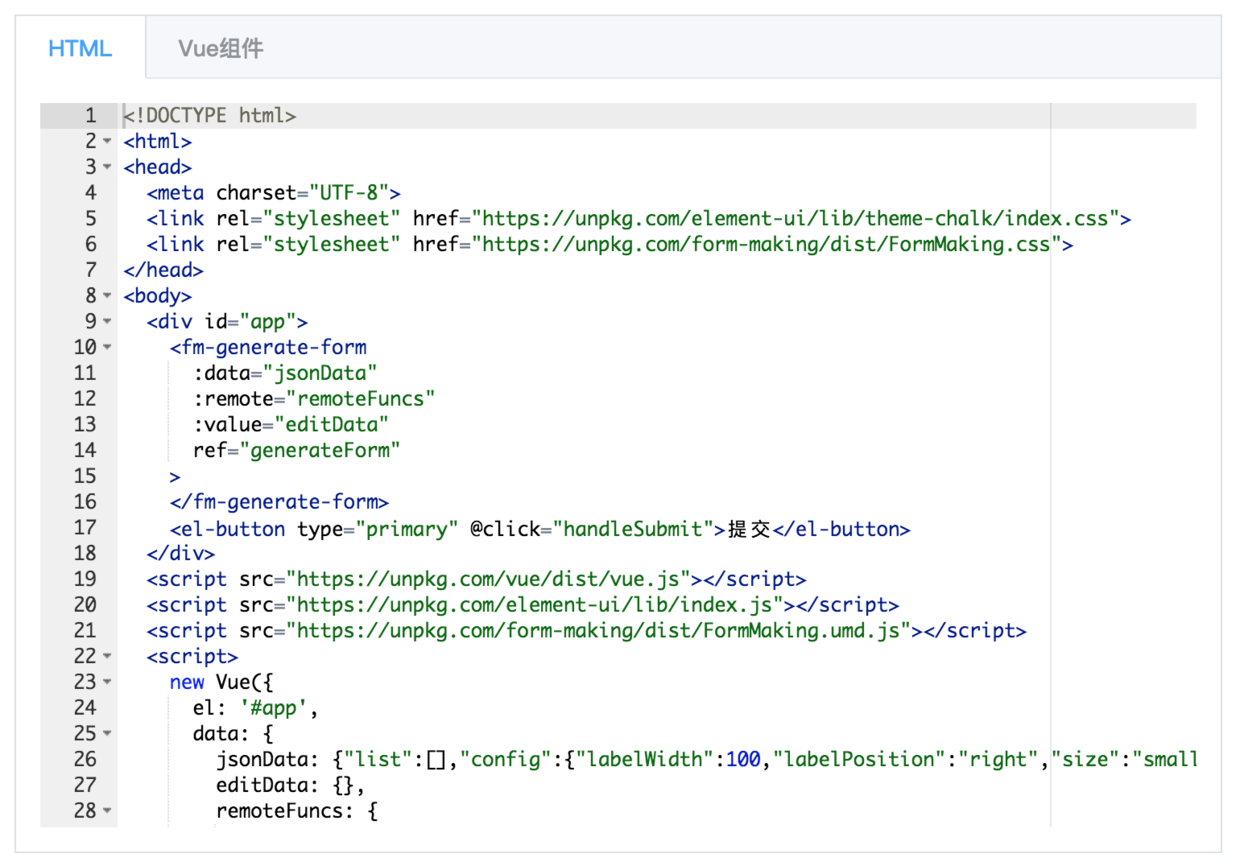 HTML Vue组件
1 <!DOCTYPE html>
2 <html>
3 <head>
4 <meta charset="UTF-8">
5 <link rel="stylesheet" href="https://unpkg.com/element-ui/lib/theme-chalk/index.css">
6 <link rel="stylesheet" href="https://unpkg.com/form-making/dist/FormMaking.css">
7 </head>
8 <body>
9 <div id="app">
10 <fm-generate-form
11 :data="jsonData"
12 :remote="remoteFuncs"
13 :value="editData"
14 ref="generateForm"
15 >
16 </fm-generate-form>
17 <el-button type="primary" @click="handleSubmit">提交</el-button>
18 </div>
19 <script src="https://unpkg.com/vue/dist/vue.js"></script>
20 <script src="https://unpkg.com/element-ui/lib/index.js"></script>
21 <script src="https://unpkg.com/form-making/dist/FormMaking.umd.js"></script>
22 <script>
23 new Vue({
24 el: '#app',
25 data: {
26 jsonData: {"list":[],"config":{"labelWidth":100,"labelPosition":"right","size":"small
27 editData: {},
28 remoteFuncs: {